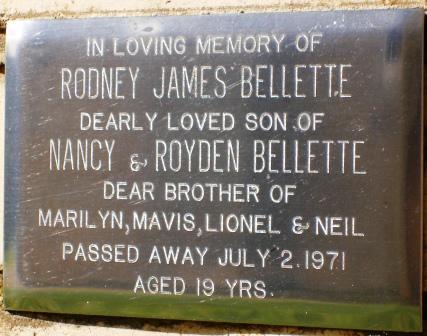 IN LOVING MEMORY OF
RODNEY JAMES BELLETTE
DEARLY LOVED SON OF
NANCY & ROYDEN BELLETTE
DEAR BROTHER OF
MARILYN, MAVIS, LIONEL & NEIL
PASSED AWAY JULY 2. 1971
AGED 19 YRS.